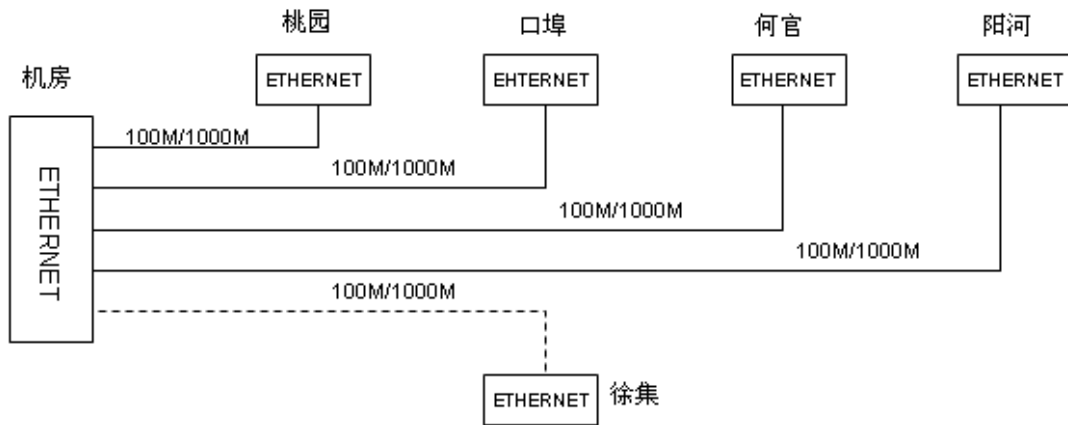 桃园
口埠
何官
阳河
机房
ETHERNET
EHTERNET
ETHERNET
ETHERNET
ETHERNET
100M/1000M
100M/1000M
100M/1000M
100M/1000M
100M/1000M
ETHERNET
徐集